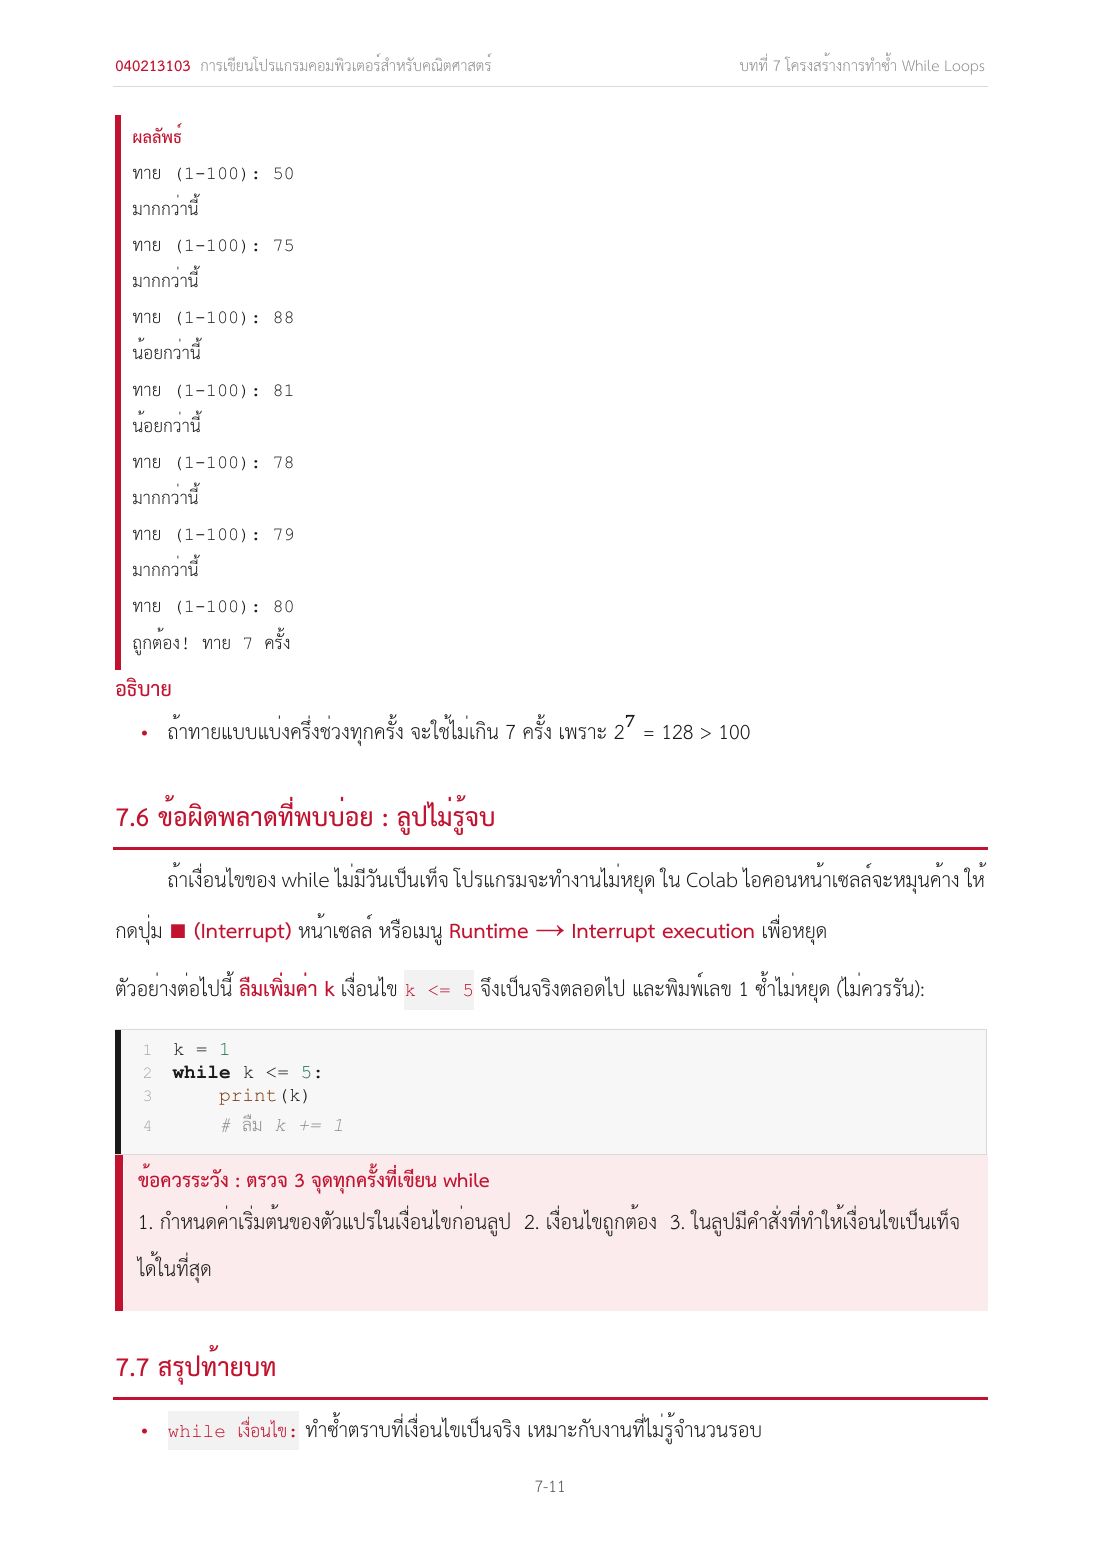 040213103 การเขียนโปรแกรมคอมพิวเตอร์สำหรับคณิตศาสตร์
บทที่ 7 โครงสร้างการทำซ้ำ While Loops
ผลลัพธ์
ทาย (1-100): 50
มากกว่านี้
ทาย (1-100): 75
มากกว่านี้
ทาย (1-100): 88
น้อยกว่านี้
ทาย (1-100): 81
น้อยกว่านี้
ทาย (1-100): 78
มากกว่านี้
ทาย (1-100): 79
มากกว่านี้
ทาย (1-100): 80
ถูกต้อง! ทาย 7 ครั้ง
อธิบาย
• ถ้าทายแบบแบ่งครึ่งช่วงทุกครั้ง จะใช้ไม่เกิน 7 ครั้ง เพราะ 2⁷ = 128 > 100
7.6 ข้อผิดพลาดที่พบบ่อย : ลูปไม่รู้จบ
ถ้าเงื่อนไขของ while ไม่มีวันเป็นเท็จ โปรแกรมจะทำงานไม่หยุด ใน Colab ไอคอนหน้าเซลล์จะหมุนค้าง ให้
กดปุ่ม ■ (Interrupt) หน้าเซลล์ หรือเมนู Runtime ⟶ Interrupt execution เพื่อหยุด
ตัวอย่างต่อไปนี้ ลืมเพิ่มค่า k เงื่อนไข k <= 5 จึงเป็นจริงตลอดไป และพิมพ์เลข 1 ซ้ำไม่หยุด (ไม่ควรรัน):
1 k = 1
2 while k <= 5:
3     print(k)
4     # ลืม k += 1
ข้อควรระวัง : ตรวจ 3 จุดทุกครั้งที่เขียน while
1. กำหนดค่าเริ่มต้นของตัวแปรในเงื่อนไขก่อนลูป 2. เงื่อนไขถูกต้อง 3. ในลูปมีคำสั่งที่ทำให้เงื่อนไขเป็นเท็จ
ได้ในที่สุด
7.7 สรุปท้ายบท
• while เงื่อนไข: ทำซ้ำตราบที่เงื่อนไขเป็นจริง เหมาะกับงานที่ไม่รู้จำนวนรอบ
7-11